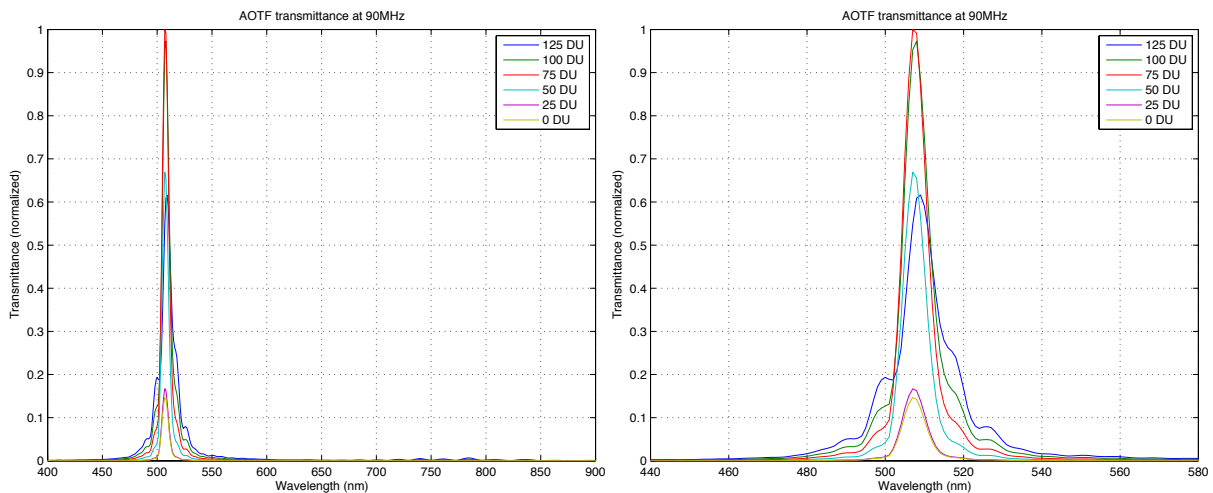 AOTF transmittance at 90MHz
Transmittance (normalized)
1
0.9
0.8
0.7
0.6
0.5
0.4
0.3
0.2
0.1
0
125 DU
100 DU
75 DU
50 DU
25 DU
0 DU
400 450 500 550 600 650 700 750 800 850 900
Wavelength (nm)
AOTF transmittance at 90MHz
Transmittance (normalized)
1
0.9
0.8
0.7
0.6
0.5
0.4
0.3
0.2
0.1
0
125 DU
100 DU
75 DU
50 DU
25 DU
0 DU
440 460 480 500 520 540 560 580
Wavelength (nm)